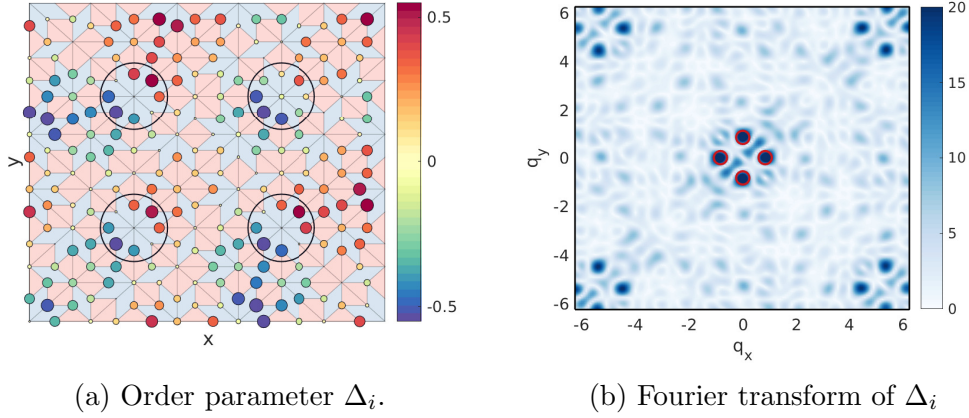 0.5
0
-0.5
y
x
6
4
2
0
-2
-4
-6
q_y
-6 -4 -2 0 2 4 6
q_x
20
15
10
5
0
(a) Order parameter Δ_i.
(b) Fourier transform of Δ_i